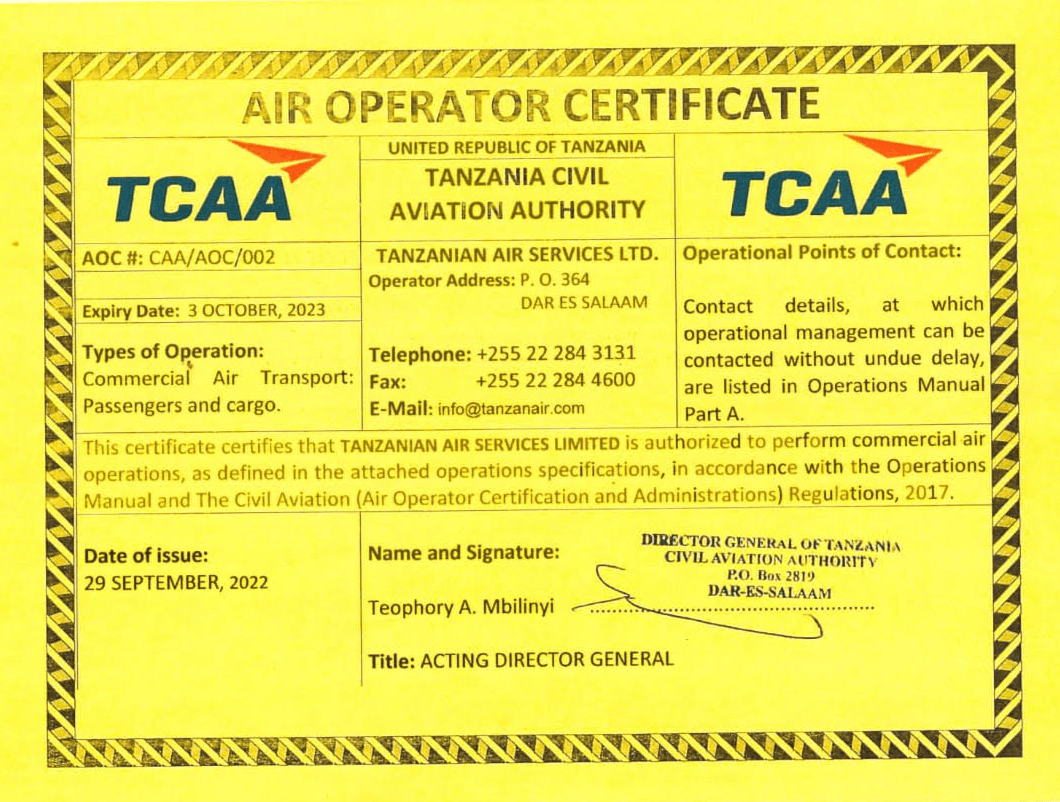 AIR OPERATOR CERTIFICATE
TCAA
UNITED REPUBLIC OF TANZANIA
TANZANIA CIVIL
AVIATION AUTHORITY
TCAA
AOC #: CAA/AOC/002
Expiry Date: 3 OCTOBER, 2023
Types of Operation:
Commercial Air Transport:
Passengers and cargo.
TANZANIAN AIR SERVICES LTD.
Operator Address: P. O. 364
DAR ES SALAAM
Telephone: +255 22 284 3131
Fax: +255 22 284 4600
E-Mail: info@tanzanair.com
Operational Points of Contact:
Contact details, at which
operational management can be
contacted without undue delay,
are listed in Operations Manual
Part A.
This certificate certifies that TANZANIAN AIR SERVICES LIMITED is authorized to perform commercial air
operations, as defined in the attached operations specifications, in accordance with the Operations
Manual and The Civil Aviation (Air Operator Certification and Administrations) Regulations, 2017.
Date of issue:
29 SEPTEMBER, 2022
Name and Signature:
Teophory A. Mbilinyi
DIRECTOR GENERAL OF TANZANIA
CIVIL AVIATION AUTHORITY
P.O. Box 2819
DAR-ES-SALAAM
Title: ACTING DIRECTOR GENERAL